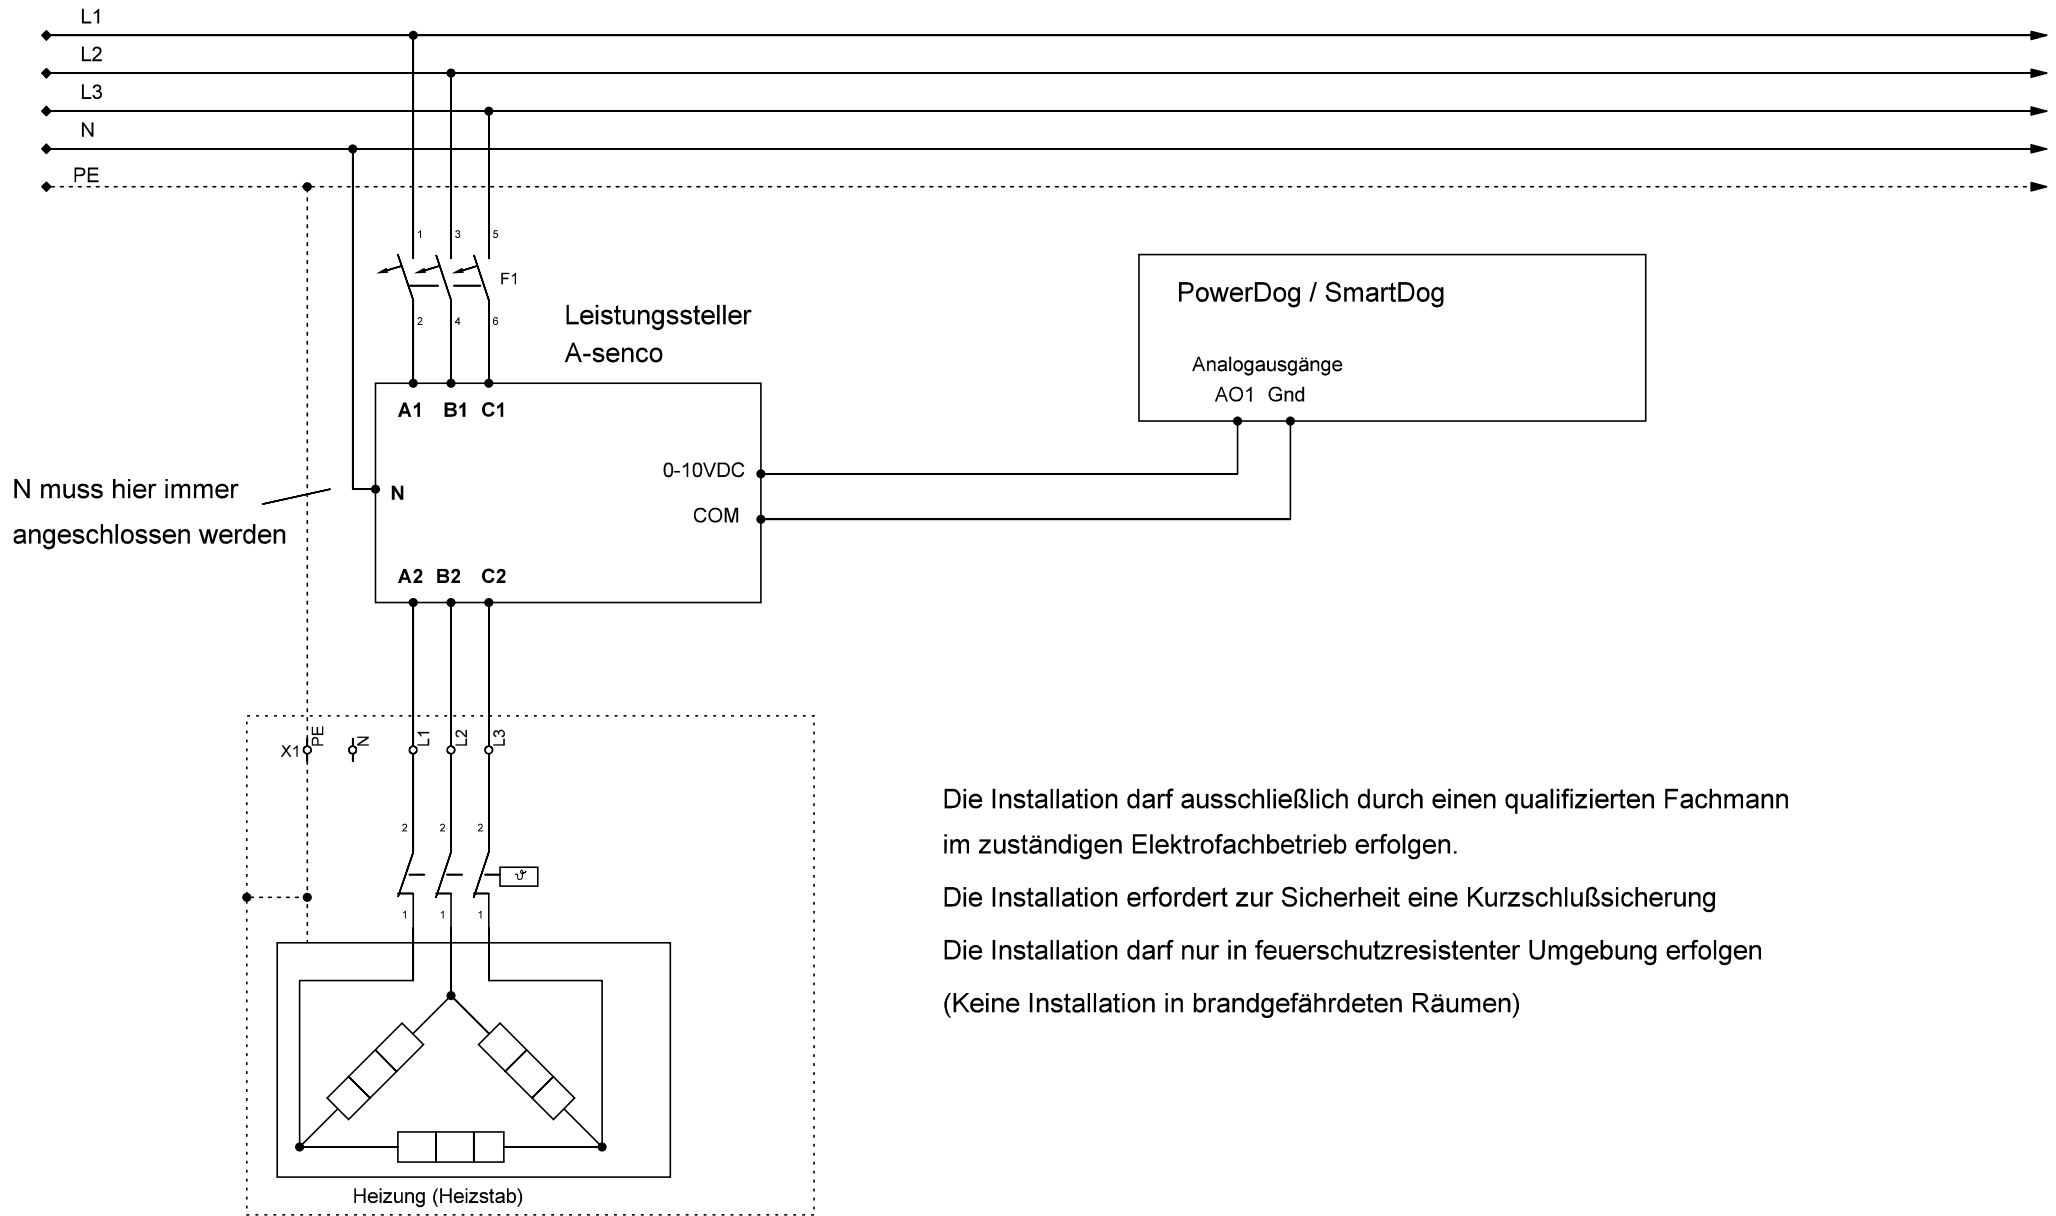 L1
L2
L3
N
PE
1 3 5
F1
2 4 6
Leistungssteller
A-senco
PowerDog / SmartDog
Analogausgänge
AO1 Gnd
A1 B1 C1
0-10VDC
N muss hier immer
angeschlossen werden
N
COM
A2 B2 C2
X1 PE N L1 L2 L3
2 2 2
ϑ
1 1 1
Heizung (Heizstab)
Die Installation darf ausschließlich durch einen qualifizierten Fachmann
im zuständigen Elektrofachbetrieb erfolgen.
Die Installation erfordert zur Sicherheit eine Kurzschlußsicherung
Die Installation darf nur in feuerschutzresistenter Umgebung erfolgen
(Keine Installation in brandgefährdeten Räumen)